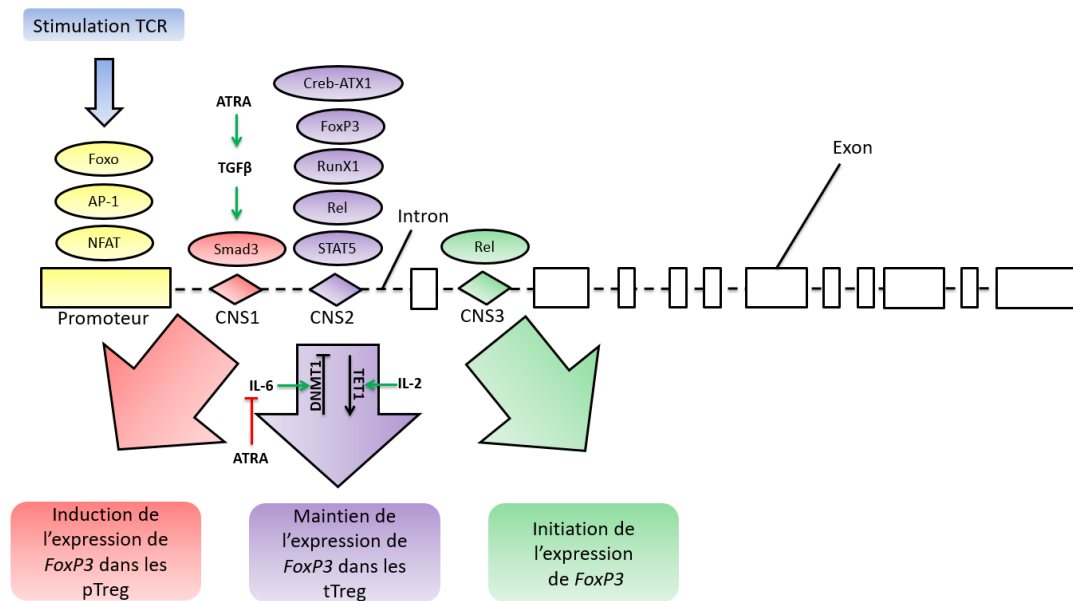 Stimulation TCR
Creb-ATX1
ATRA
FoxP3
Foxo
RunX1
Exon
TGFβ
AP-1
Rel
Intron
NFAT
Smad3
STAT5
Rel
Promoteur
CNS1
CNS2
CNS3
IL-6
DNMT1
TET1
IL-2
ATRA
Induction de
l'expression de
FoxP3 dans les
pTreg
Maintien de
l'expression de
FoxP3 dans les
tTreg
Initiation de
l'expression
de FoxP3